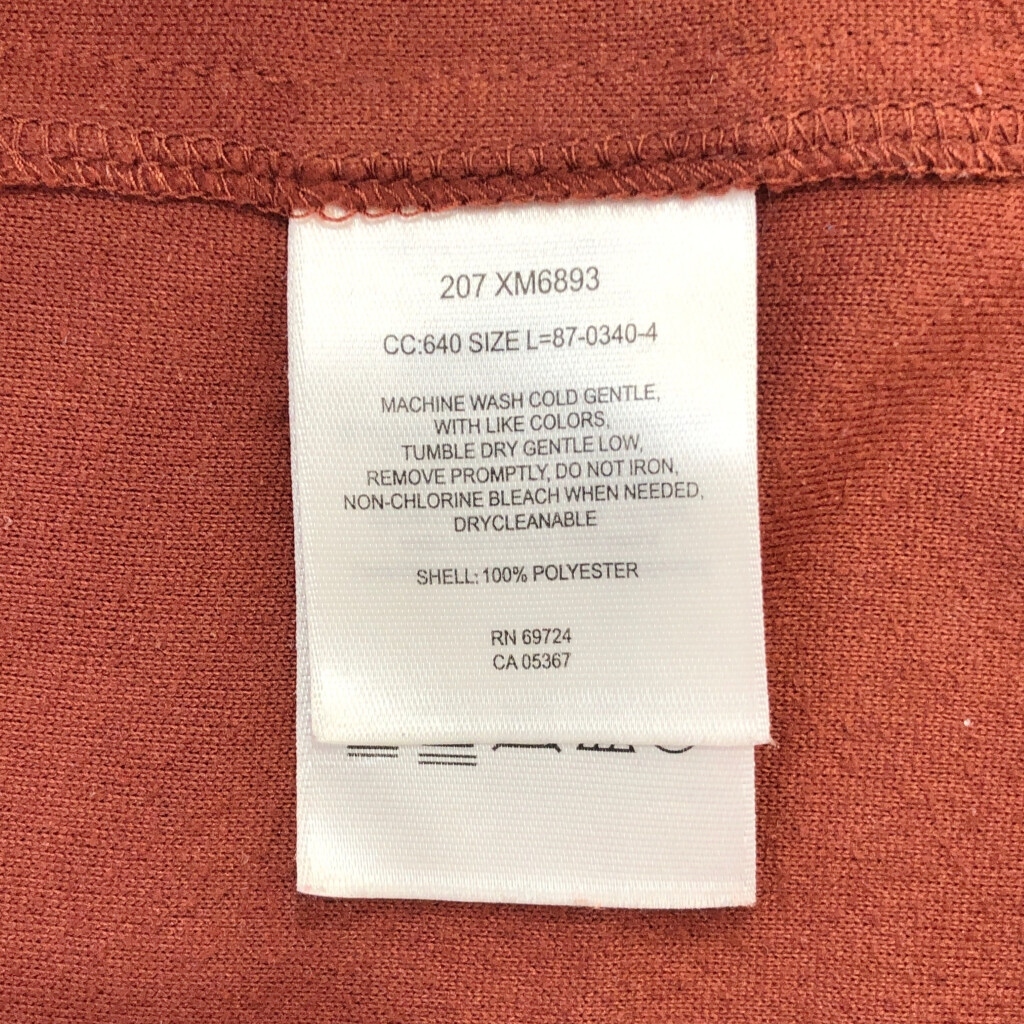 207 XM6893
CC:640 SIZE L=87-0340-4
MACHINE WASH COLD GENTLE,
WITH LIKE COLORS,
TUMBLE DRY GENTLE LOW,
REMOVE PROMPTLY, DO NOT IRON,
NON-CHLORINE BLEACH WHEN NEEDED,
DRYCLEANABLE
SHELL: 100% POLYESTER
RN 69724
CA 05367